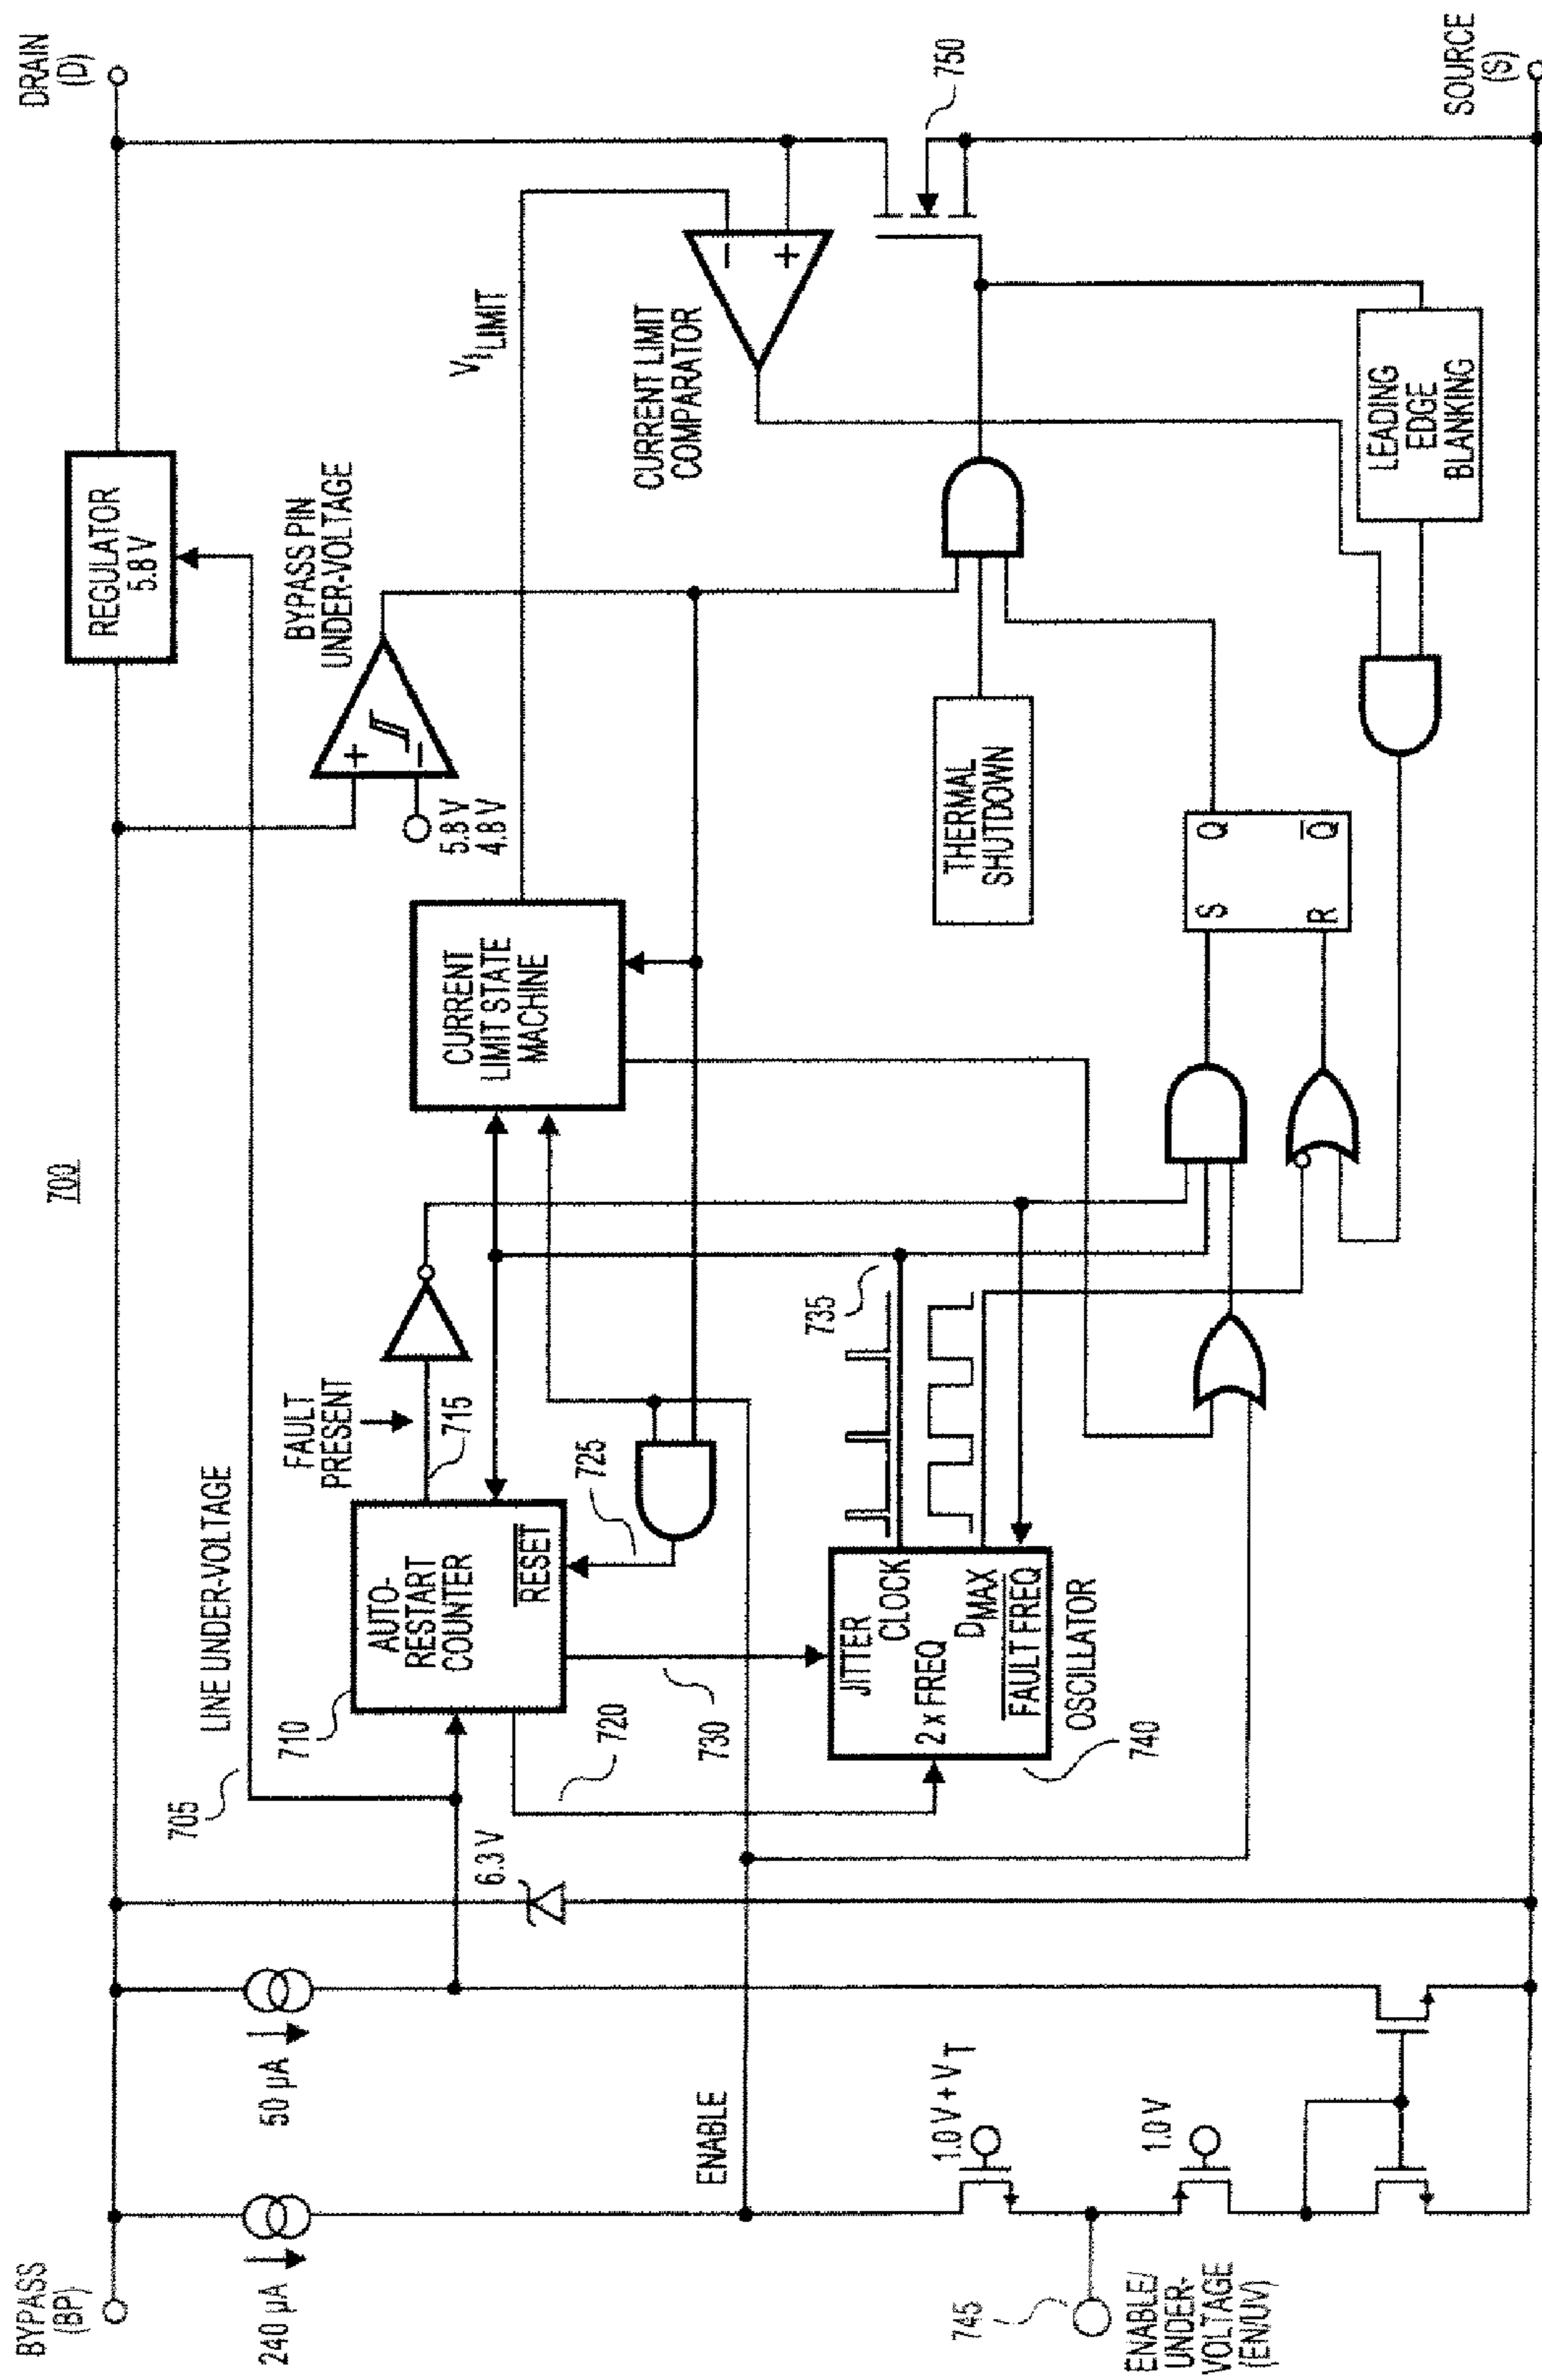 700
BYPASS
(BP)
240 µA
50 µA
LINE UNDER-VOLTAGE
705
REGULATOR
5.8 V
DRAIN
(D)
BYPASS PIN
UNDER-VOLTAGE
+
−
5.8 V
4.8 V
FAULT
PRESENT
715
710
AUTO-
RESTART
COUNTER
RESET
725
720
730
6.3 V
CURRENT
LIMIT STATE
MACHINE
V I LIMIT
CURRENT LIMIT
COMPARATOR
−
+
750
ENABLE
735
JITTER
CLOCK
2 x FREQ
DMAX
FAULT FREQ
OSCILLATOR
740
THERMAL
SHUTDOWN
S
Q
R
Q
LEADING
EDGE
BLANKING
1.0 V + VT
1.0 V
745
ENABLE/
UNDER-
VOLTAGE
(EN/UV)
SOURCE
(S)